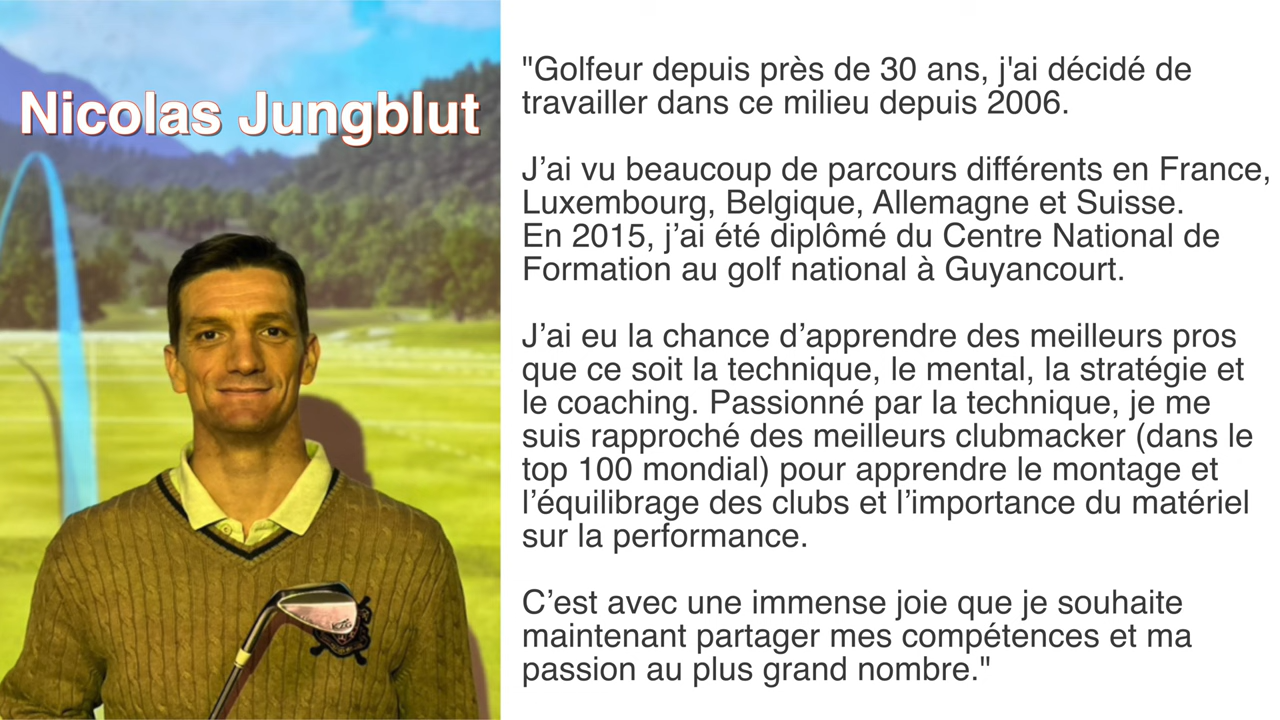 Nicolas Jungblut
"Golfeur depuis près de 30 ans, j'ai décidé de
travailler dans ce milieu depuis 2006.
J’ai vu beaucoup de parcours différents en France,
Luxembourg, Belgique, Allemagne et Suisse.
En 2015, j’ai été diplômé du Centre National de
Formation au golf national à Guyancourt.
J’ai eu la chance d’apprendre des meilleurs pros
que ce soit la technique, le mental, la stratégie et
le coaching. Passionné par la technique, je me
suis rapproché des meilleurs clubmacker (dans le
top 100 mondial) pour apprendre le montage et
l’équilibrage des clubs et l’importance du matériel
sur la performance.
C’est avec une immense joie que je souhaite
maintenant partager mes compétences et ma
passion au plus grand nombre."